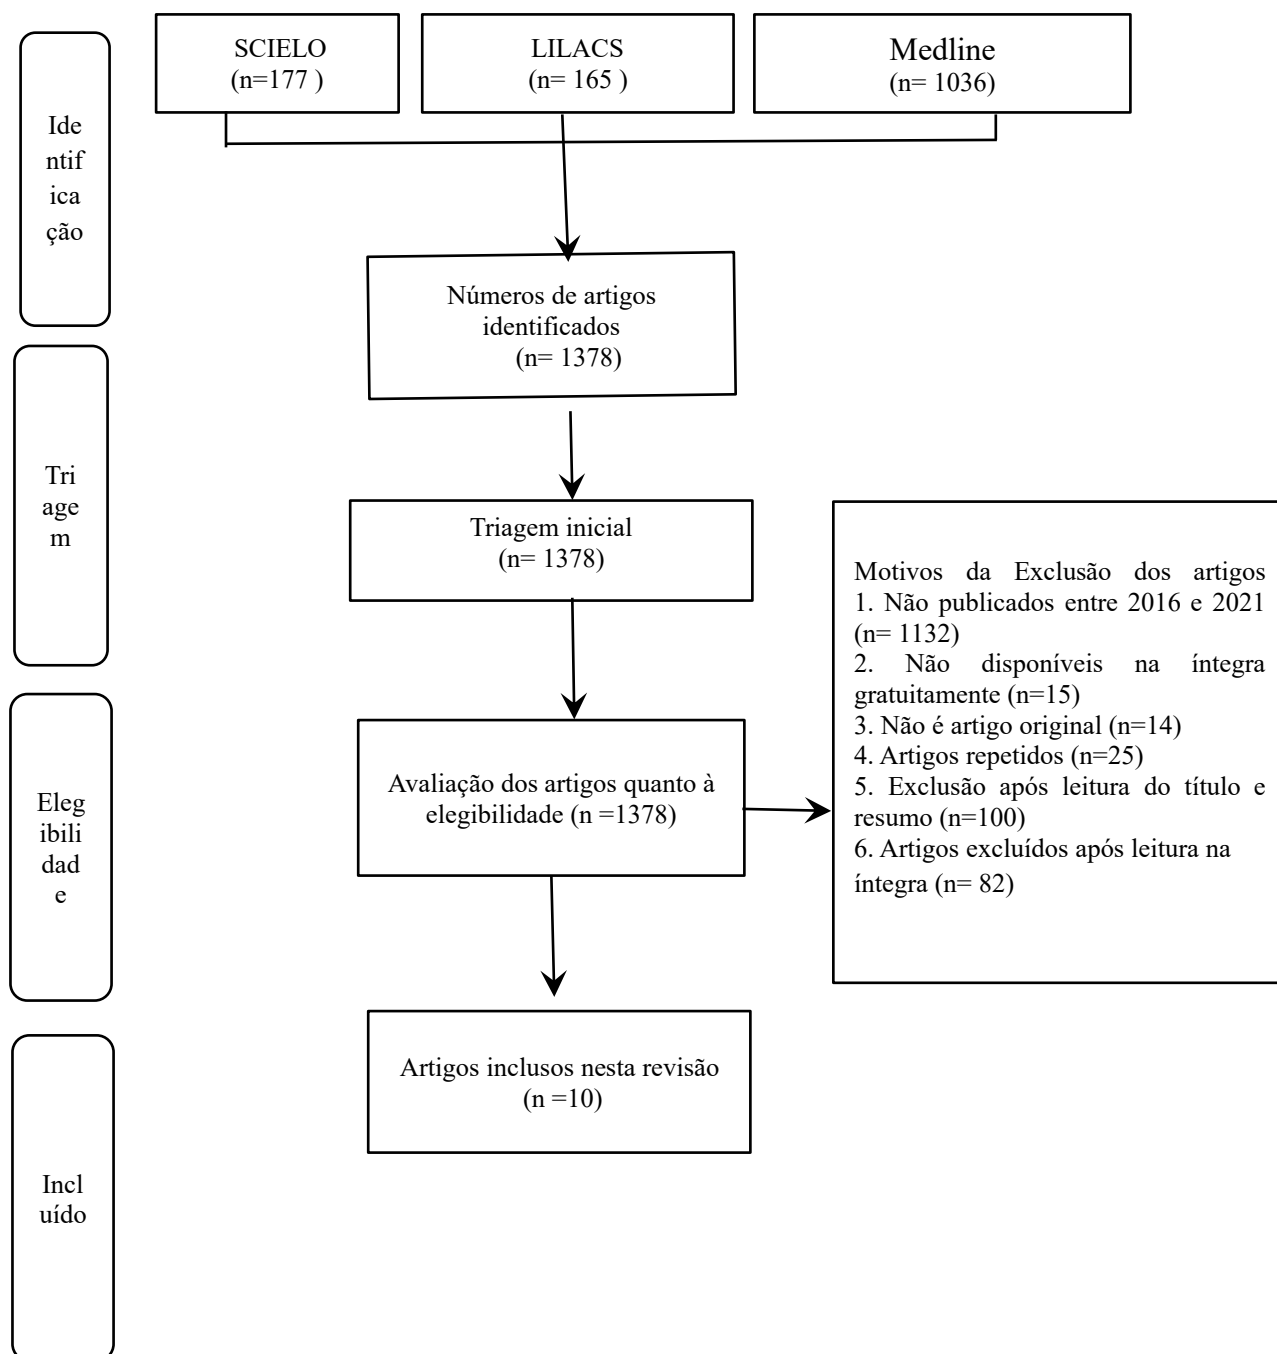 SCIELO
(n=177 )
LILACS
(n= 165 )
Medline
(n= 1036)
Ide
ntif
ica
ção
Números de artigos
identificados
(n= 1378)
Tri
age
m
Triagem inicial
(n= 1378)
Motivos da Exclusão dos artigos
1. Não publicados entre 2016 e 2021
(n= 1132)
2. Não disponíveis na íntegra
gratuitamente (n=15)
3. Não é artigo original (n=14)
4. Artigos repetidos (n=25)
5. Exclusão após leitura do título e
resumo (n=100)
6. Artigos excluídos após leitura na
íntegra (n= 82)
Eleg
ibili
dad
e
Avaliação dos artigos quanto à
elegibilidade (n =1378)
Artigos inclusos nesta revisão
(n =10)
Incl
uído